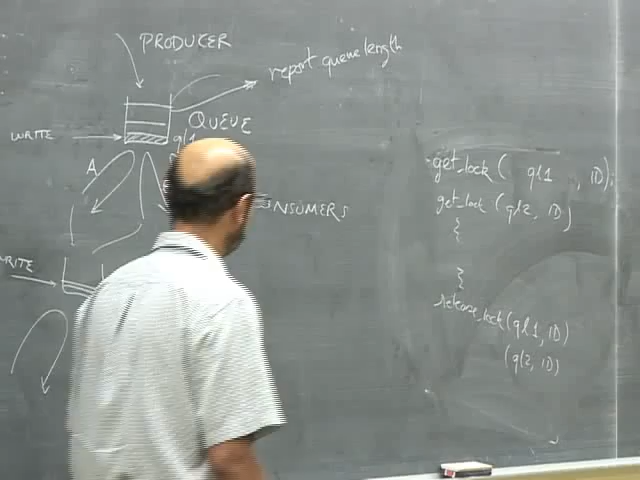 PRODUCER
report queue length
WRITE
QUEUE
ql1
A
NSUMERS
WRITE
get_lock( ql1 , ID),
get_lock (ql2, ID)
{
}
release_lock(ql1, ID)
(ql2, ID)